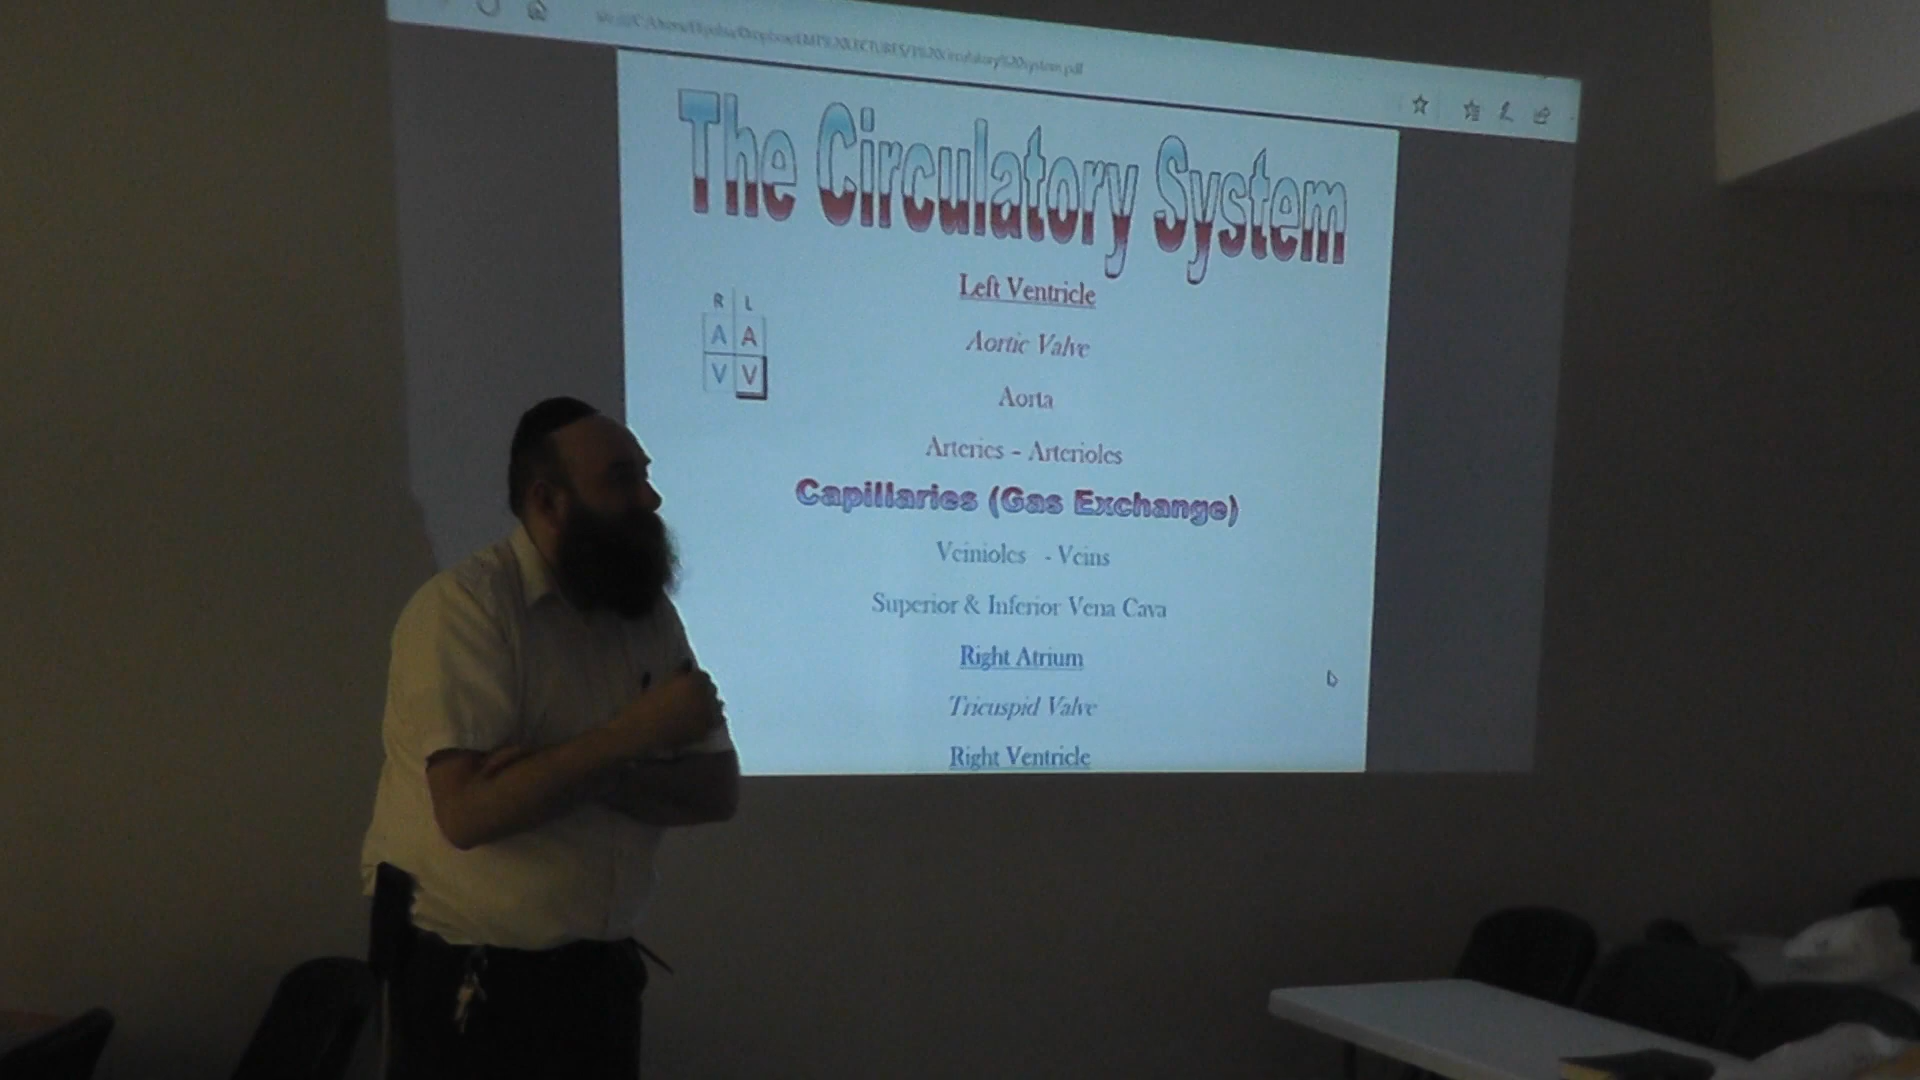 The Circulatory System
R L
A A
V V
Left Ventricle
Aortic Valve
Aorta
Arteries - Arterioles
Capillaries (Gas Exchange)
Veinioles - Veins
Superior & Inferior Vena Cava
Right Atrium
Tricuspid Valve
Right Ventricle